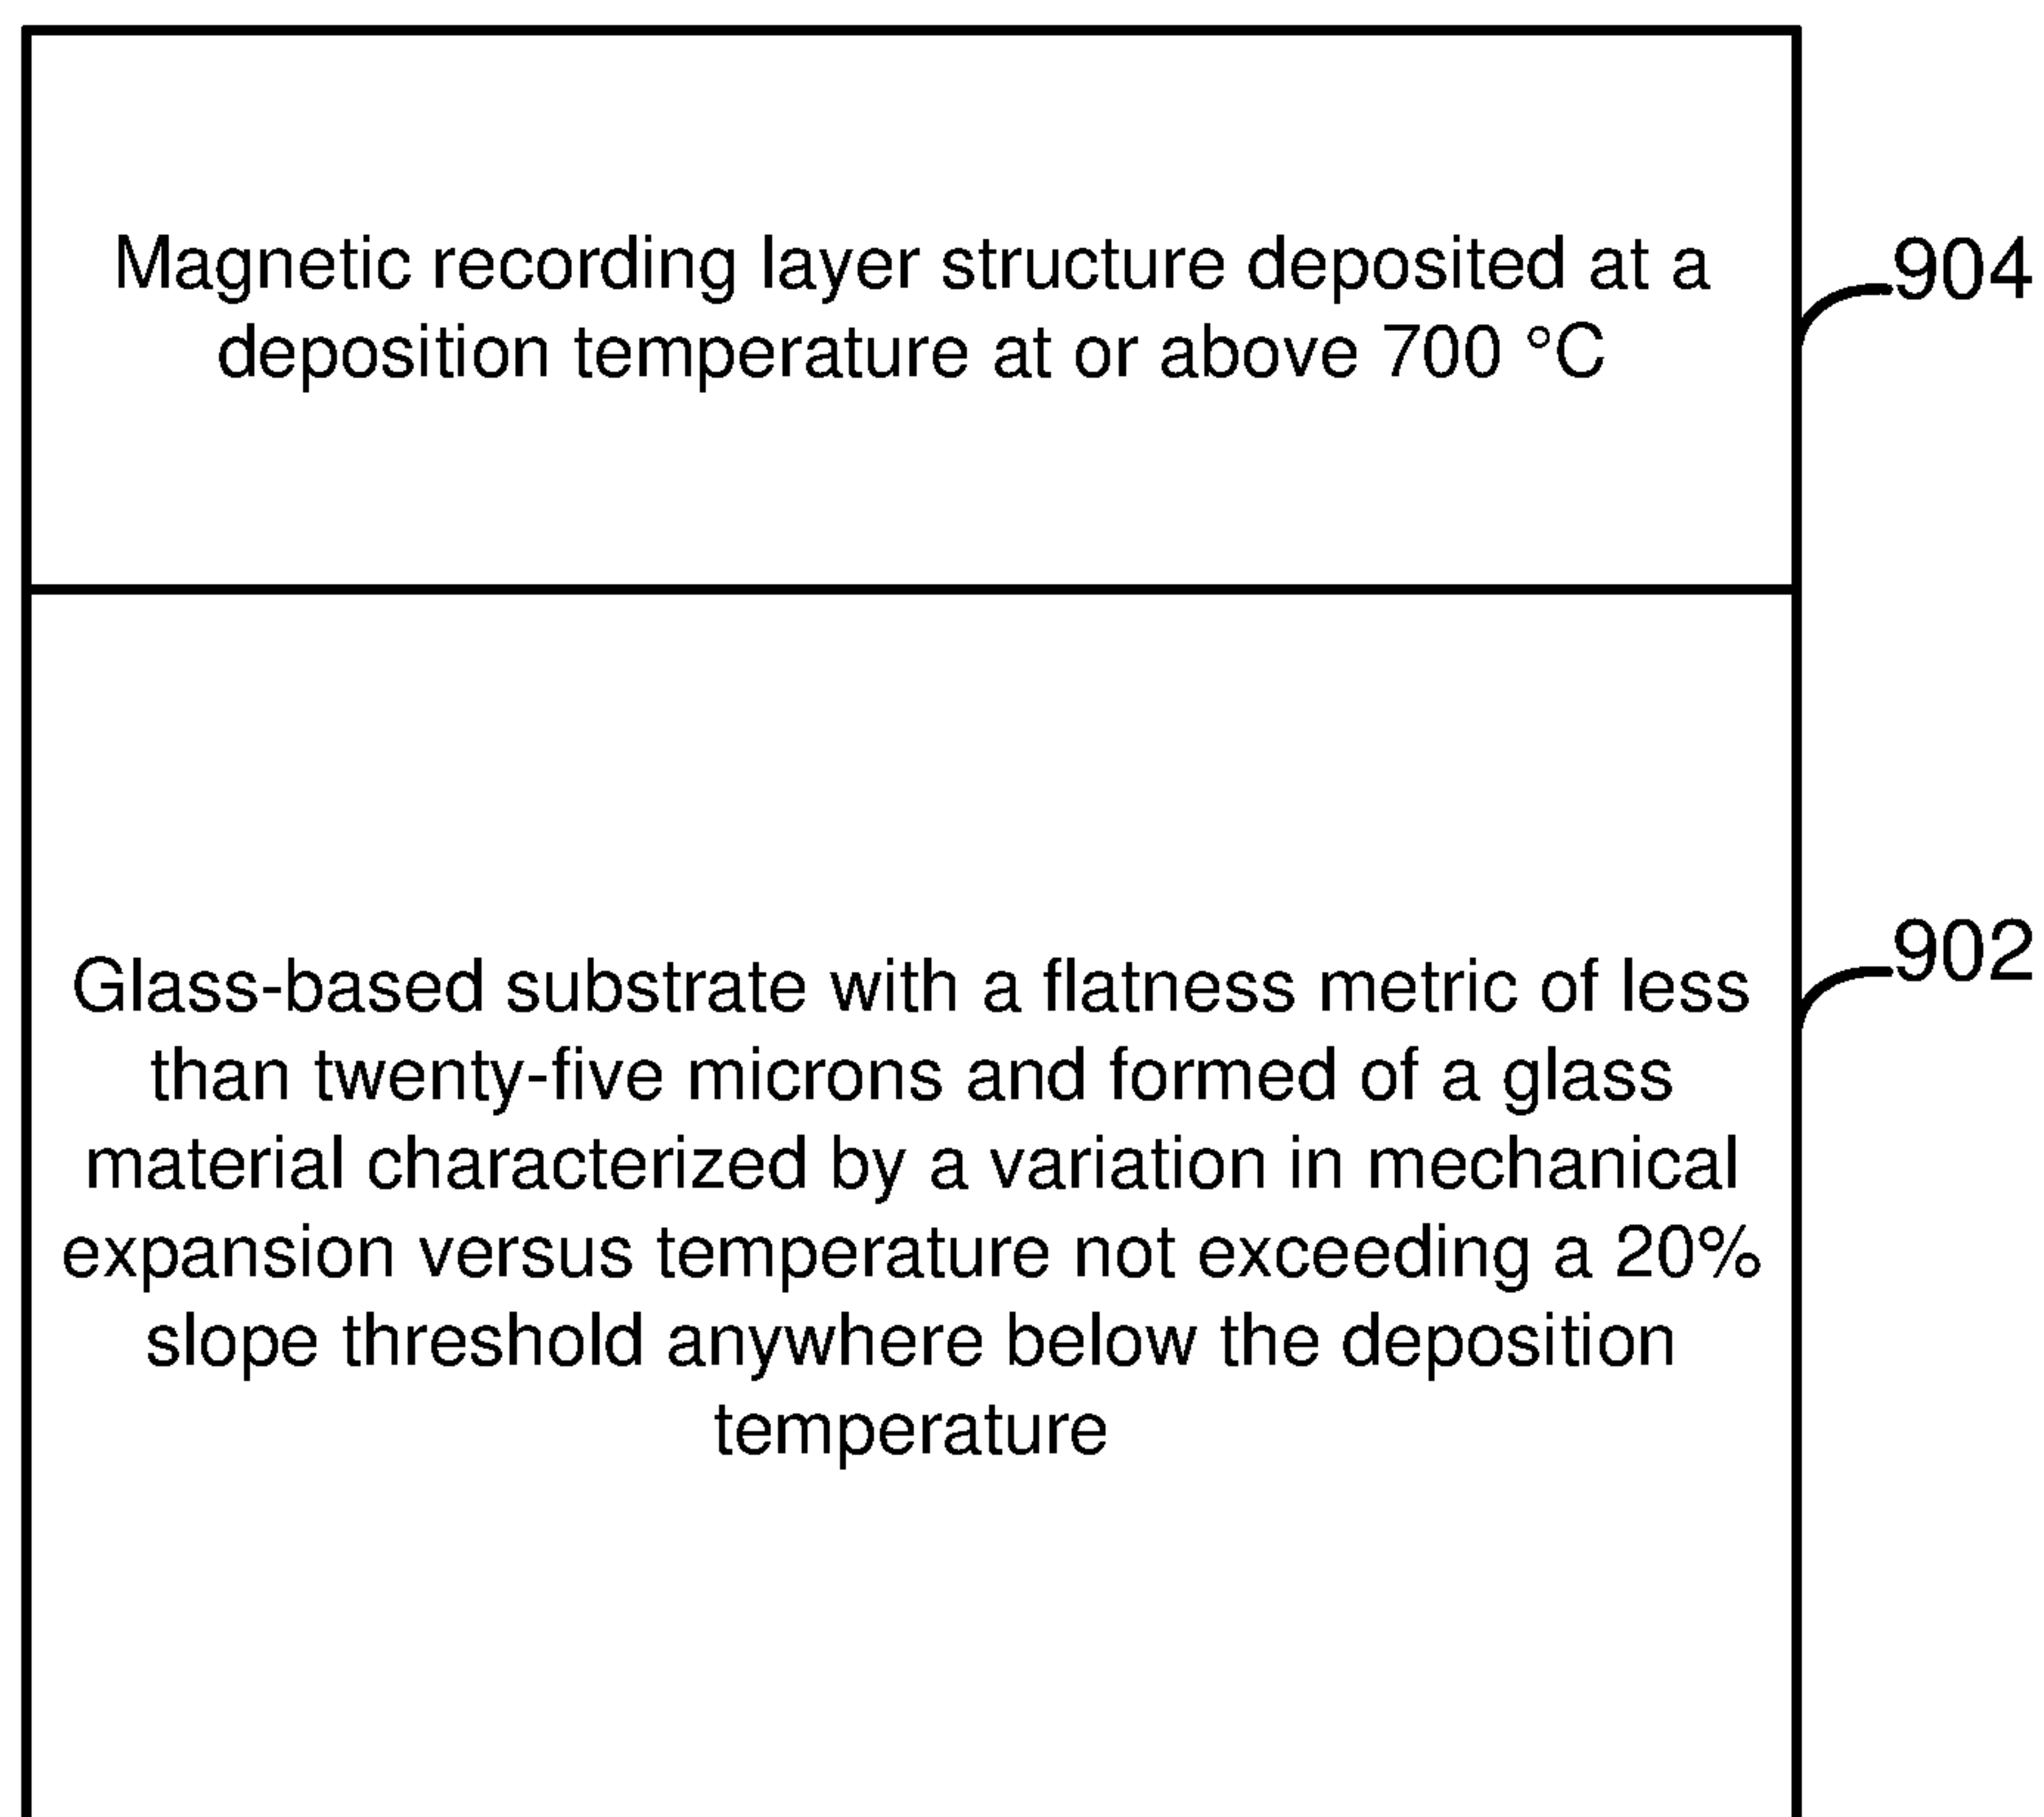 Magnetic recording layer structure deposited at a
deposition temperature at or above 700 °C
904
Glass-based substrate with a flatness metric of less
than twenty-five microns and formed of a glass
material characterized by a variation in mechanical
expansion versus temperature not exceeding a 20%
slope threshold anywhere below the deposition
temperature
902